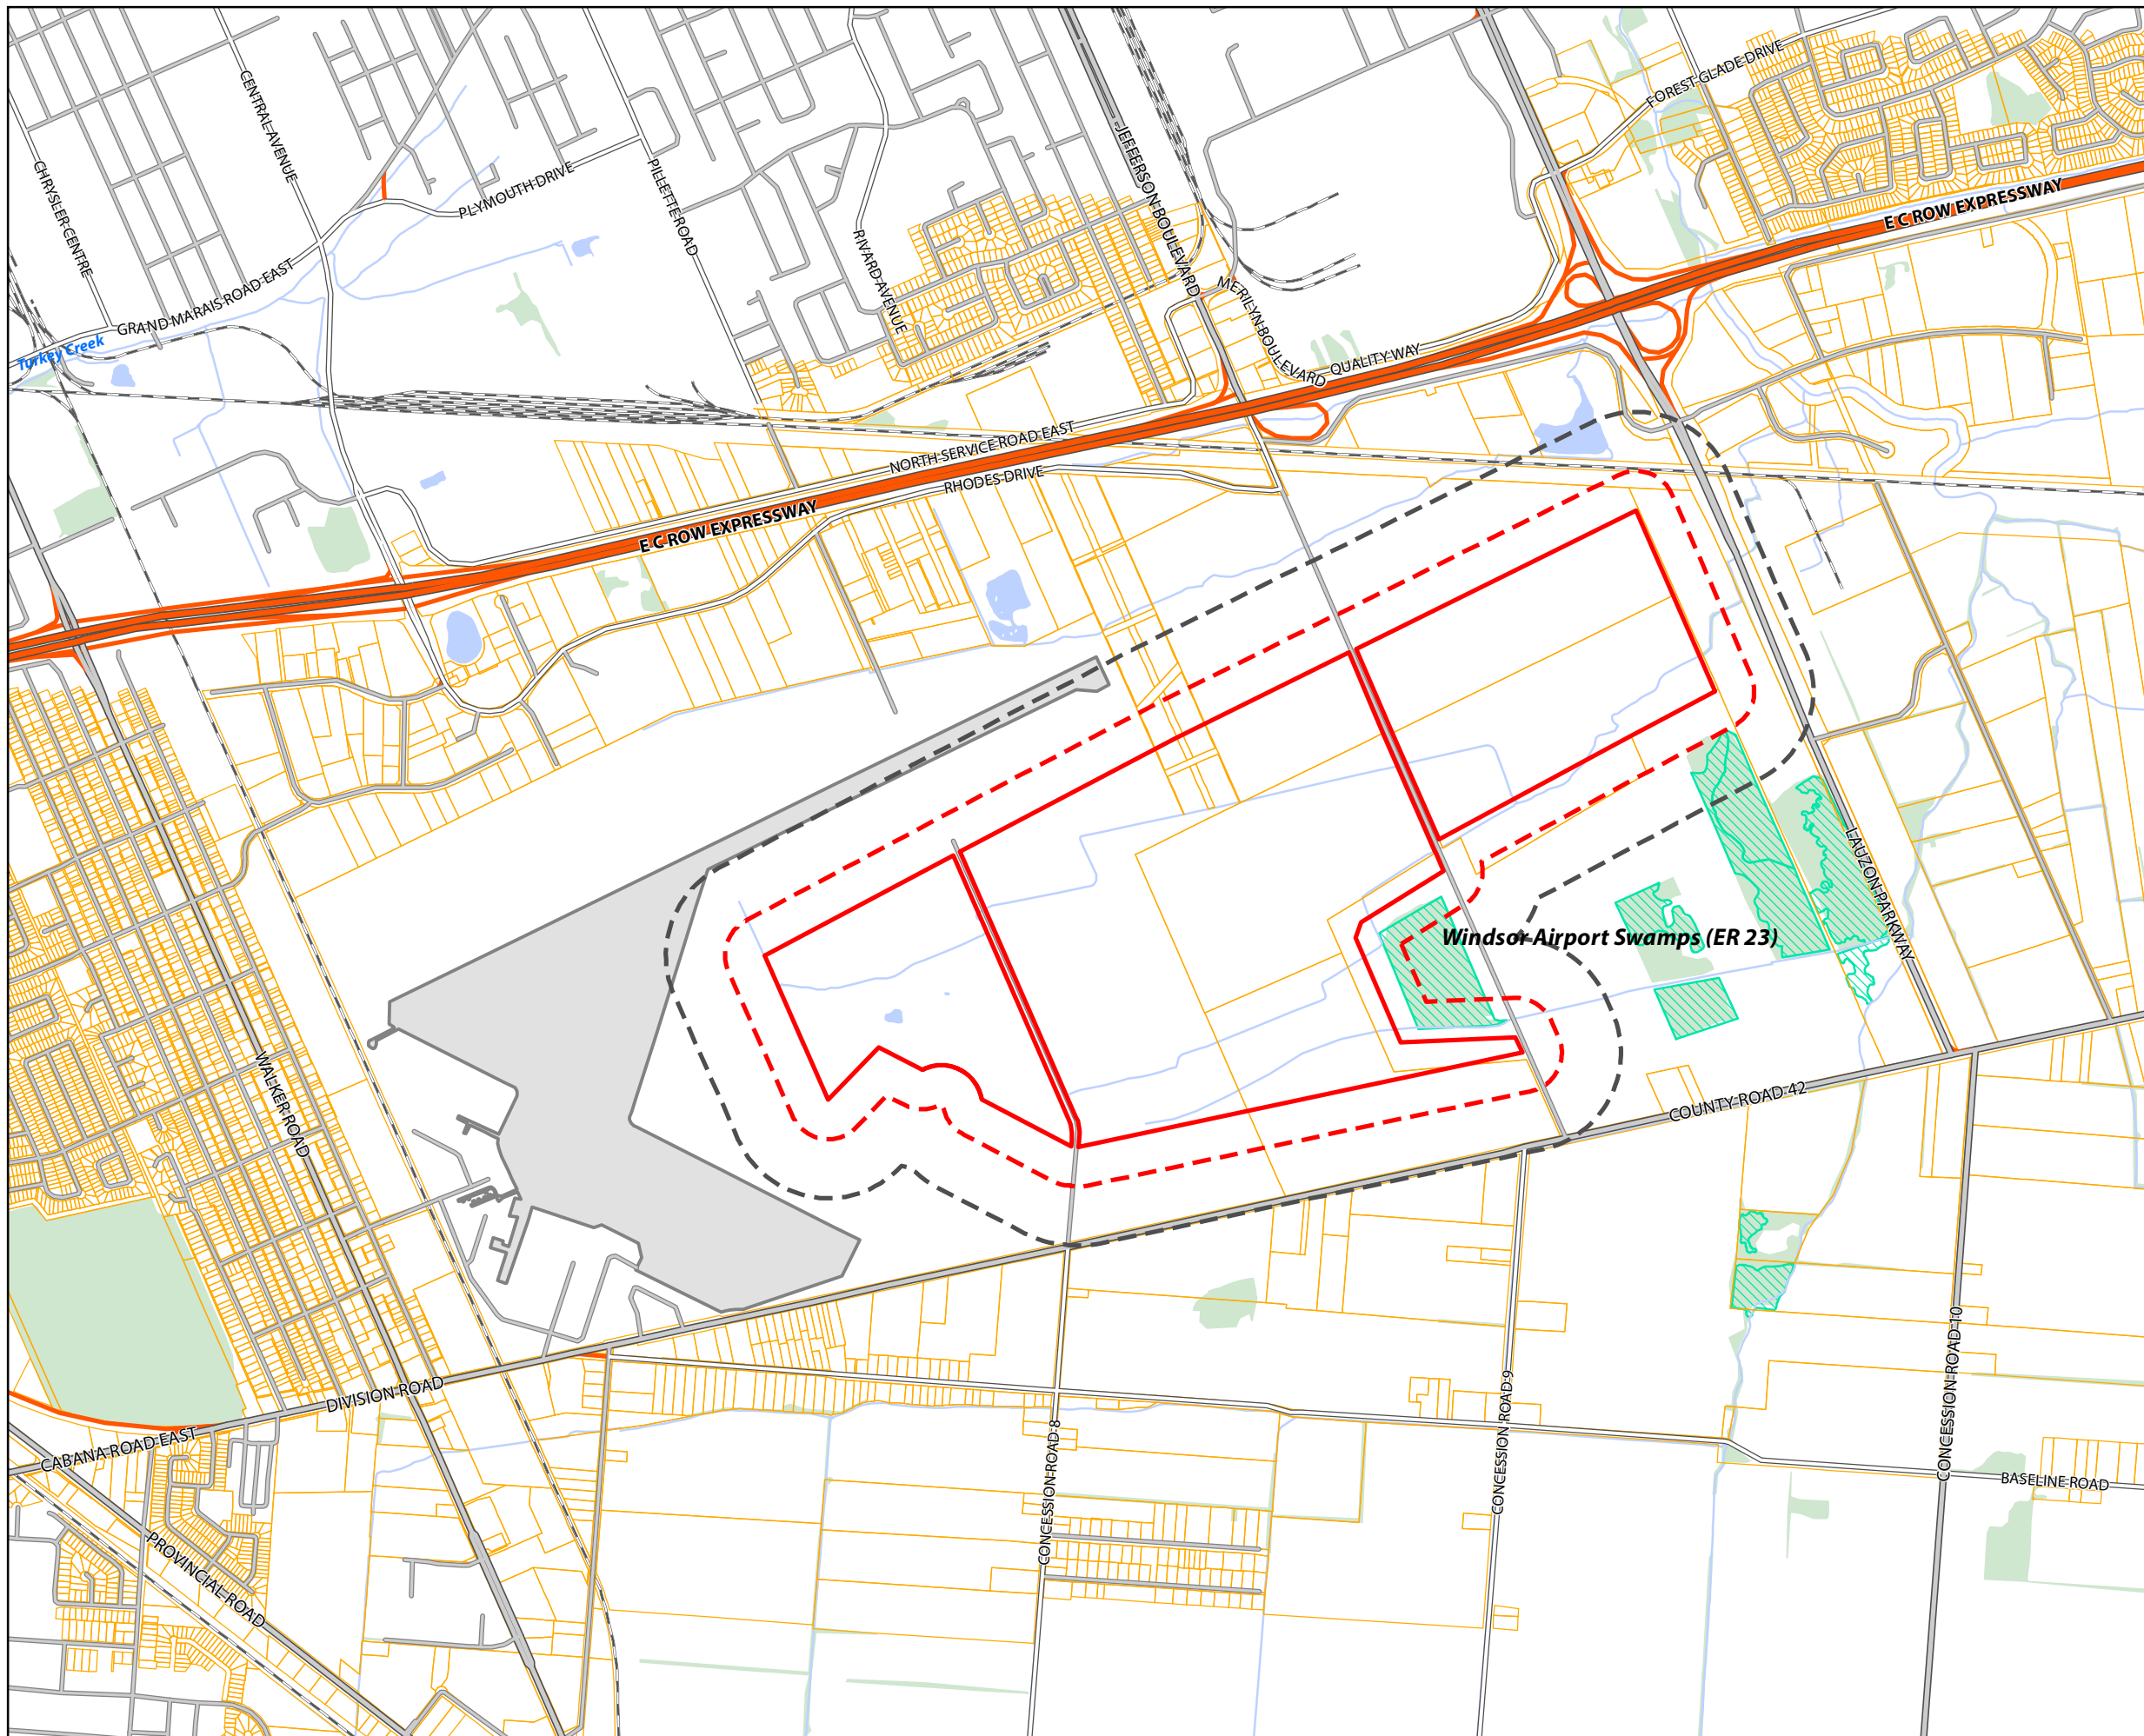 FOREST GLADE DRIVE
CENTRAL AVENUE
JEFFERSON BOULEVARD
CHRYSLER CENTRE
PILLETTE ROAD
PLYMOUTH DRIVE
E C ROW EXPRESSWAY
RIVARD AVENUE
GRAND MARAIS ROAD EAST
MERILYN BOULEVARD
Turkey Creek
QUALITY WAY
NORTH SERVICE ROAD EAST
RHODES DRIVE
E C ROW EXPRESSWAY
LAUZON PARKWAY
Windsor Airport Swamps (ER 23)
WALKER ROAD
COUNTY ROAD 42
DIVISION ROAD
CABANA ROAD EAST
CONCESSION ROAD 10
CONCESSION ROAD 9
CONCESSION ROAD 8
BASELINE ROAD
PROVINCIAL ROAD